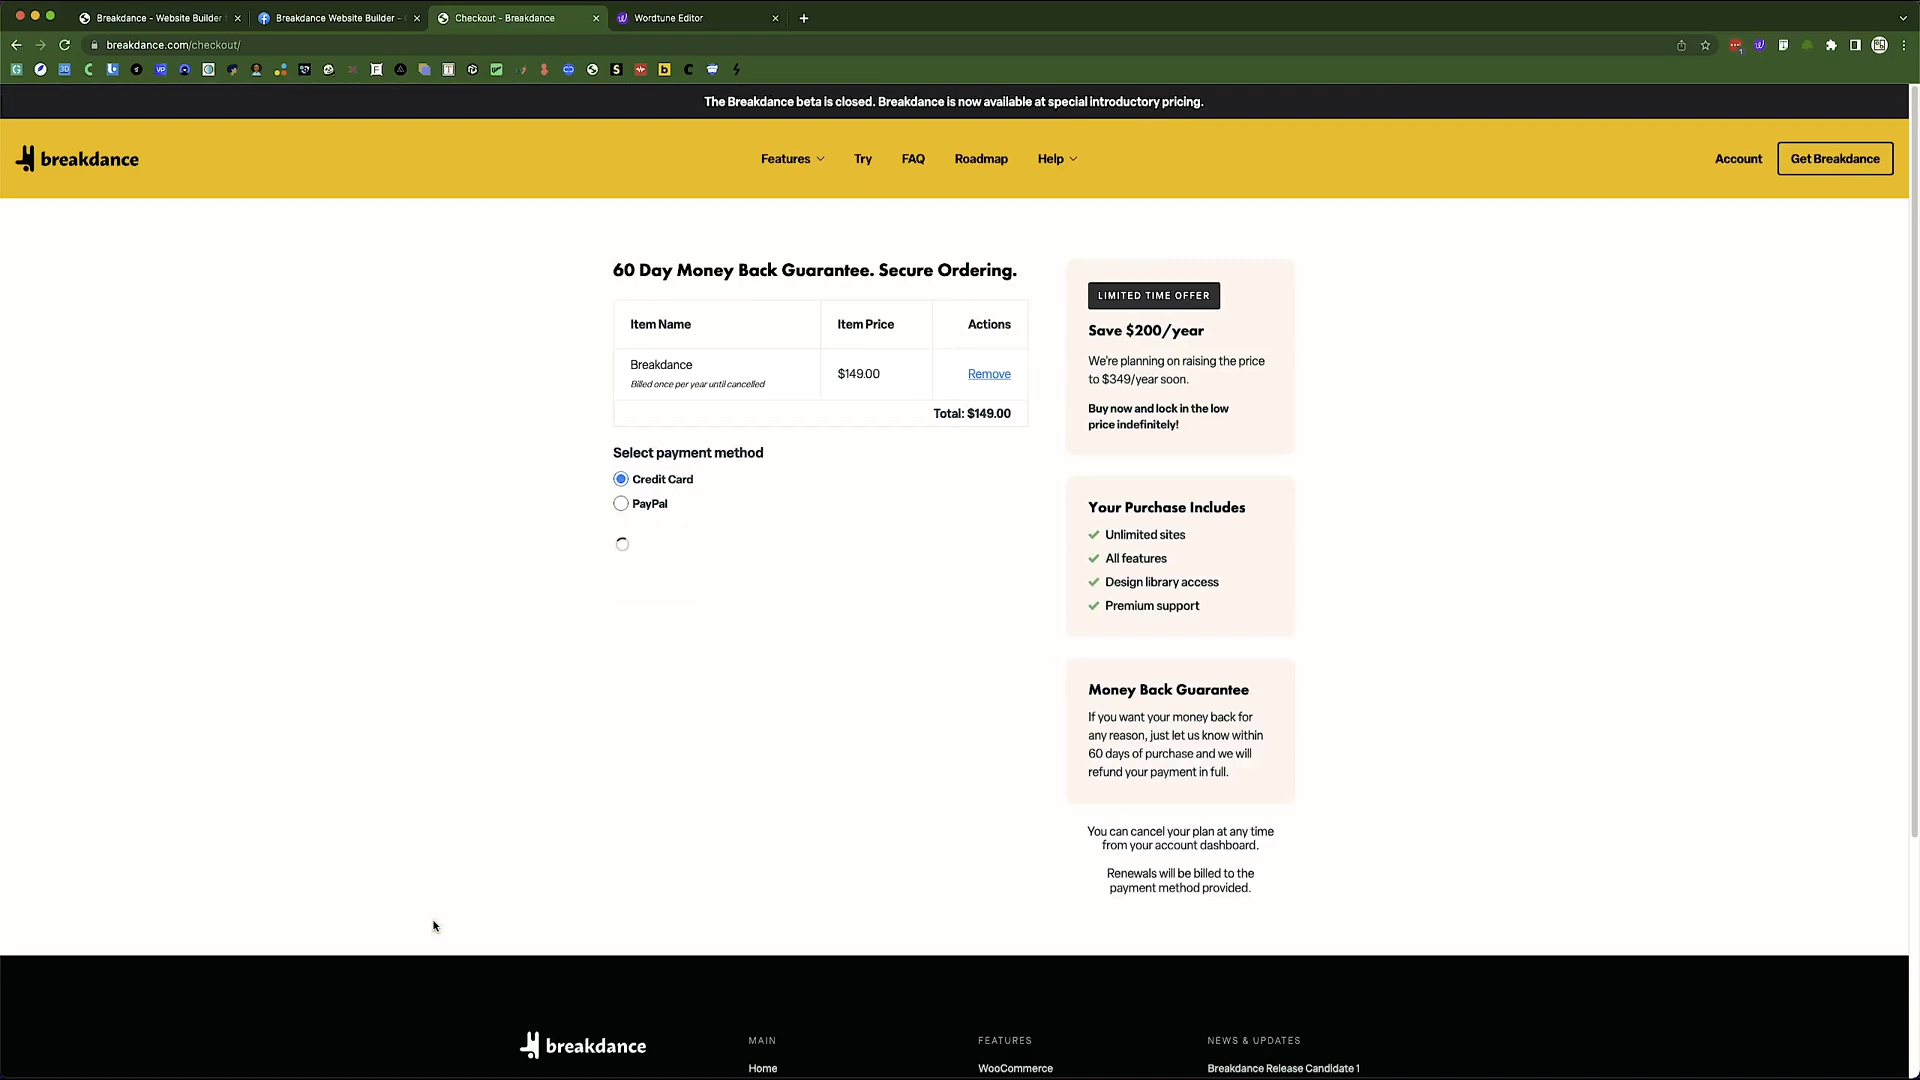 Breakdance - Website Builder
Breakdance Website Builder -
Checkout - Breakdance
Wordtune Editor
breakdance.com/checkout/
The Breakdance beta is closed. Breakdance is now available at special introductory pricing.
breakdance
Features
Try
FAQ
Roadmap
Help
Account
Get Breakdance
60 Day Money Back Guarantee. Secure Ordering.
Item Name
Item Price
Actions
Breakdance
Billed once per year until cancelled
$149.00
Remove
Total: $149.00
Select payment method
Credit Card
PayPal
LIMITED TIME OFFER
Save $200/year
We're planning on raising the price
to $349/year soon.
Buy now and lock in the low
price indefinitely!
Your Purchase Includes
Unlimited sites
All features
Design library access
Premium support
Money Back Guarantee
If you want your money back for
any reason, just let us know within
60 days of purchase and we will
refund your payment in full.
You can cancel your plan at any time
from your account dashboard.
Renewals will be billed to the
payment method provided.
breakdance
MAIN
Home
FEATURES
WooCommerce
NEWS & UPDATES
Breakdance Release Candidate 1